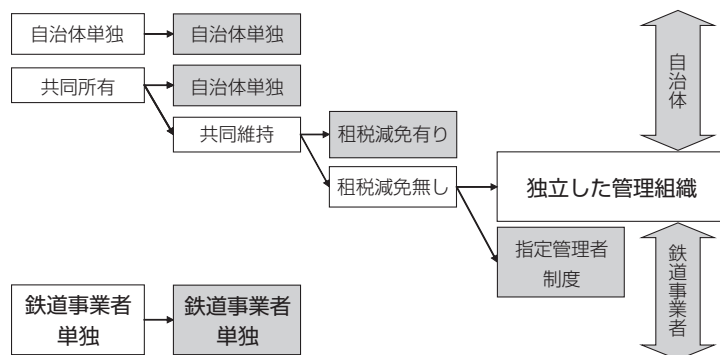 自治体単独
自治体単独
共同所有
自治体単独
共同維持
租税減免有り
租税減免無し
独立した管理組織
指定管理者
制度
鉄道事業者
単独
鉄道事業者
単独
自治体
鉄道事業者